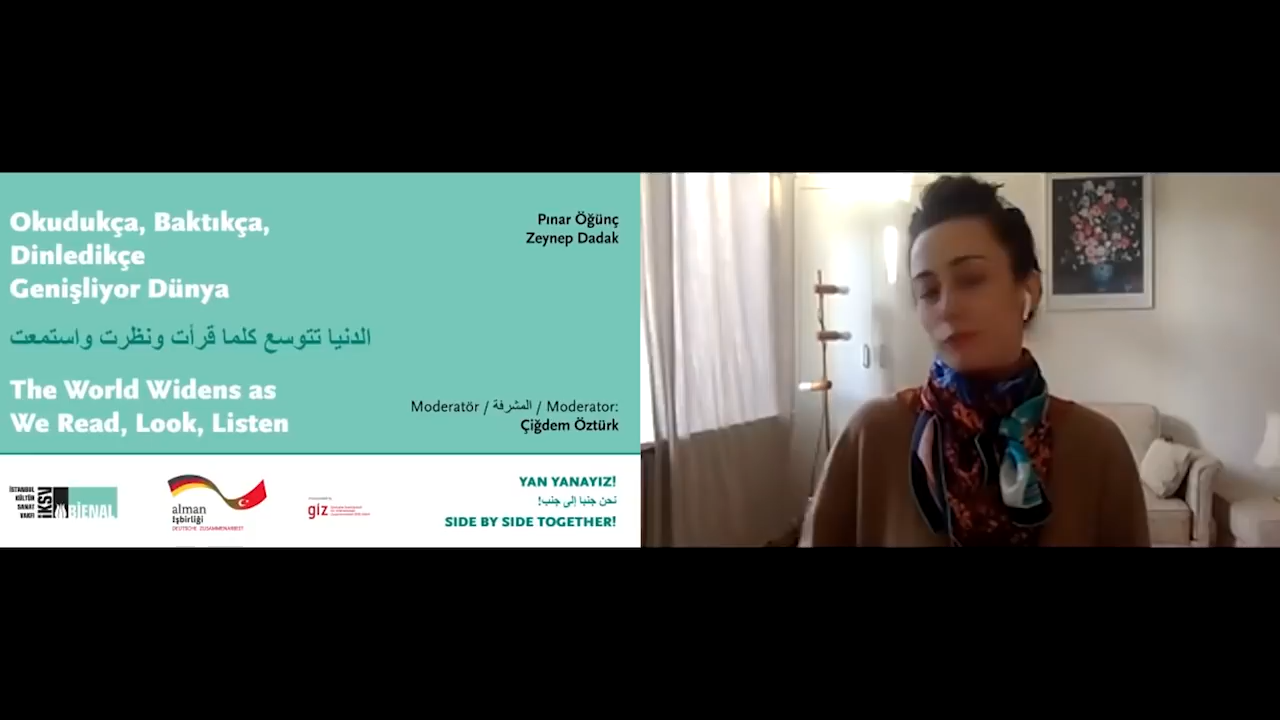 Okudukça, Baktıkça,
Dinledikçe
Genişliyor Dünya
الدنيا تتوسع كلما قرأت ونظرت واستمعت
The World Widens as
We Read, Look, Listen
Pınar Öğünç
Zeynep Dadak
Moderatör / المشرفة / Moderator:
Çiğdem Öztürk
İSTANBUL
KÜLTÜR
SANAT
VAKFI
İKSV
BİENAL
alman
işbirliği
DEUTSCHE ZUSAMMENARBEIT
giz
YAN YANAYIZ!
نحن جنبا إلى جنب!
SIDE BY SIDE TOGETHER!